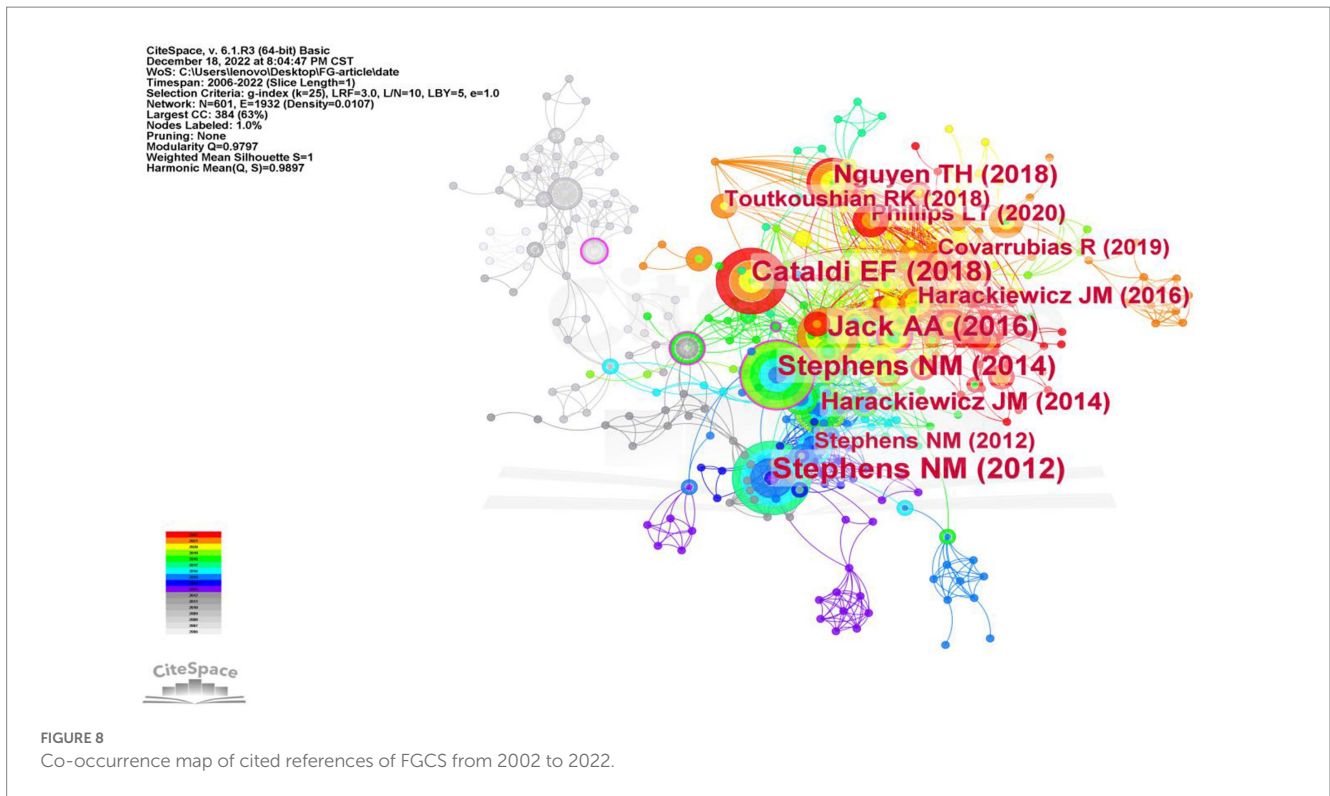 CiteSpace, v. 6.1.R3 (64-bit) Basic
December 18, 2022 at 8:04:47 PM CST
WoS: C:\Users\lenovo\Desktop\FG-article\date
Timespan: 2006-2022 (Slice Length=1)
Selection Criteria: g-index (k=25), LRF=3.0, L/N=10, LBY=5, e=1.0
Network: N=601, E=1932 (Density=0.0107)
Largest CC: 384 (63%)
Nodes Labeled: 1.0%
Pruning: None
Modularity Q=0.9797
Weighted Mean Silhouette S=1
Harmonic Mean(Q, S)=0.9897
Nguyen TH (2018)
Toutkoushian RK (2018)
Phillips LT (2020)
Covarrubias R (2019)
Cataldi EF (2018)
Harackiewicz JM (2016)
Jack AA (2016)
Stephens NM (2014)
Harackiewicz JM (2014)
Stephens NM (2012)
Stephens NM (2012)
CiteSpace
FIGURE 8
Co-occurrence map of cited references of FGCS from 2002 to 2022.